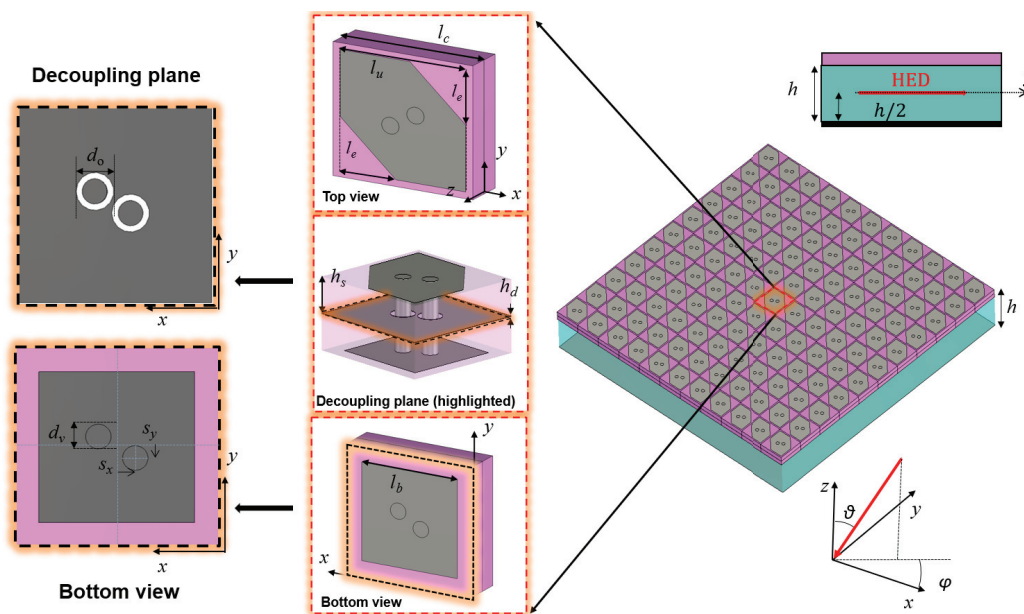 Decoupling plane
d_o
y
x
d_v
s_y
s_x
y
x
Bottom view
l_c
l_u
l_e
l_e
y
z
x
Top view
h_s
h_d
Decoupling plane (highlighted)
y
l_b
x
Bottom view
h
HED
h/2
h
z
ϑ
y
x
φ